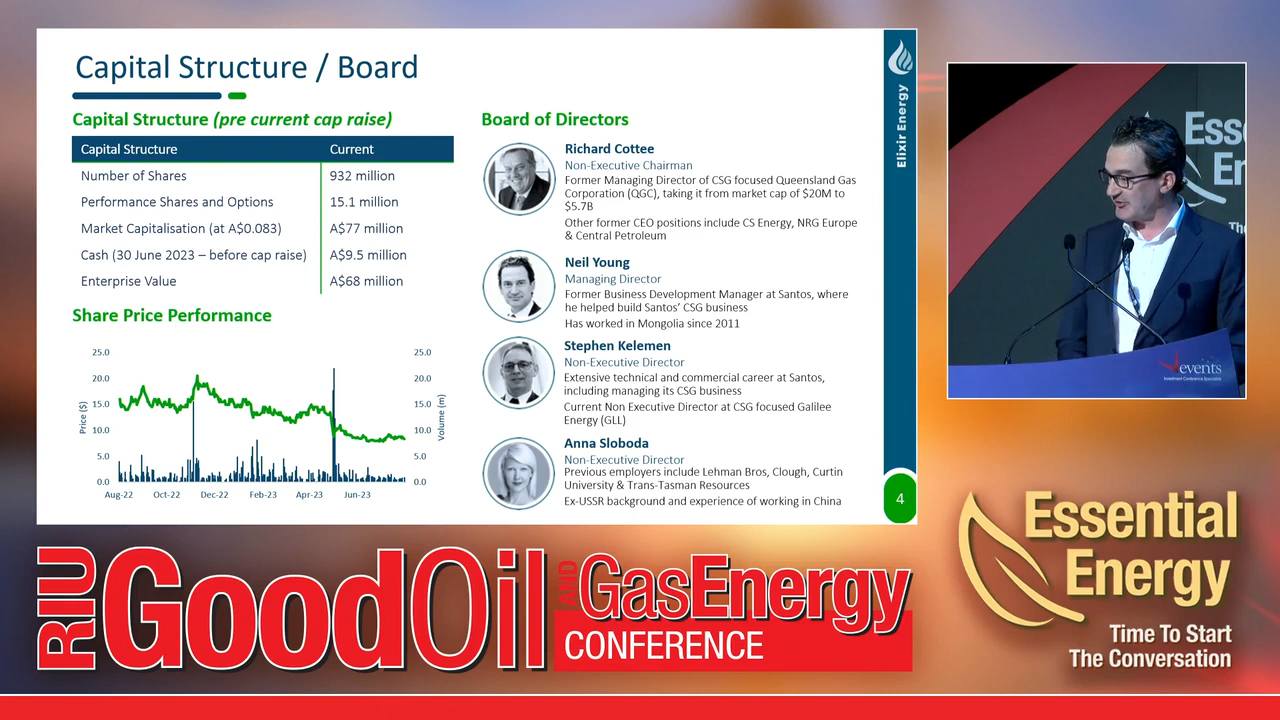 Capital Structure / Board
Capital Structure (pre current cap raise)
Capital Structure Current
Number of Shares 932 million
Performance Shares and Options 15.1 million
Market Capitalisation (at A$0.083) A$77 million
Cash (30 June 2023 – before cap raise) A$9.5 million
Enterprise Value A$68 million
Share Price Performance
25.0 25.0
20.0 20.0
15.0 15.0
10.0 10.0
5.0 5.0
0.0 0.0
Price ($)
Volume (m)
Aug-22 Oct-22 Dec-22 Feb-23 Apr-23 Jun-23
Board of Directors
Richard Cottee
Non-Executive Chairman
Former Managing Director of CSG focused Queensland Gas
Corporation (QGC), taking it from market cap of $20M to
$5.7B
Other former CEO positions include CS Energy, NRG Europe
& Central Petroleum
Neil Young
Managing Director
Former Business Development Manager at Santos, where
he helped build Santos' CSG business
Has worked in Mongolia since 2011
Stephen Kelemen
Non-Executive Director
Extensive technical and commercial career at Santos,
including managing its CSG business
Current Non Executive Director at CSG focused Galilee
Energy (GLL)
Anna Sloboda
Non-Executive Director
Previous employers include Lehman Bros, Clough, Curtin
University & Trans-Tasman Resources
Ex-USSR background and experience of working in China
Elixir Energy
4
Ess
Ener
Th
Vevents
Investment Conference Specialists
RIU
GoodOil
AND
GasEnergy
CONFERENCE
Essential
Energy
Time To Start
The Conversation